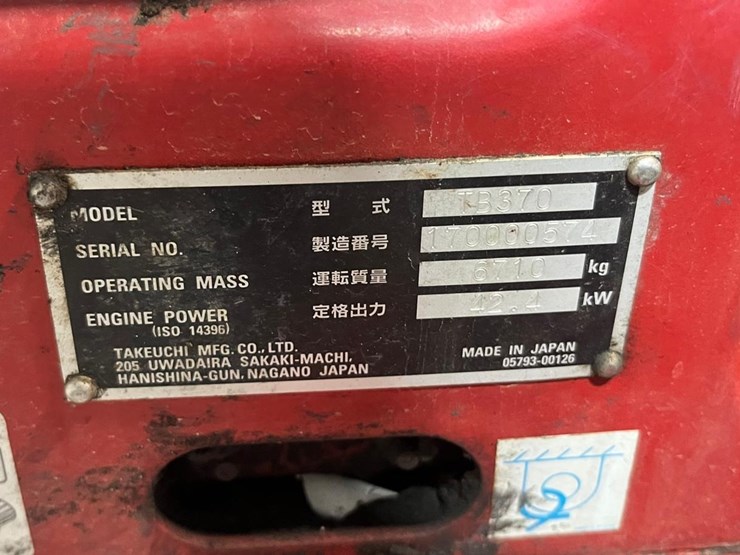 MODEL 型式 TB370
SERIAL NO. 製造番号 170000574
OPERATING MASS 運転質量 6710 kg
ENGINE POWER 定格出力 42.4 kW
(ISO 14396)
TAKEUCHI MFG. CO., LTD.
205 UWADAIRA SAKAKI-MACHI,
HANISHINA-GUN, NAGANO JAPAN
MADE IN JAPAN
05793-00126